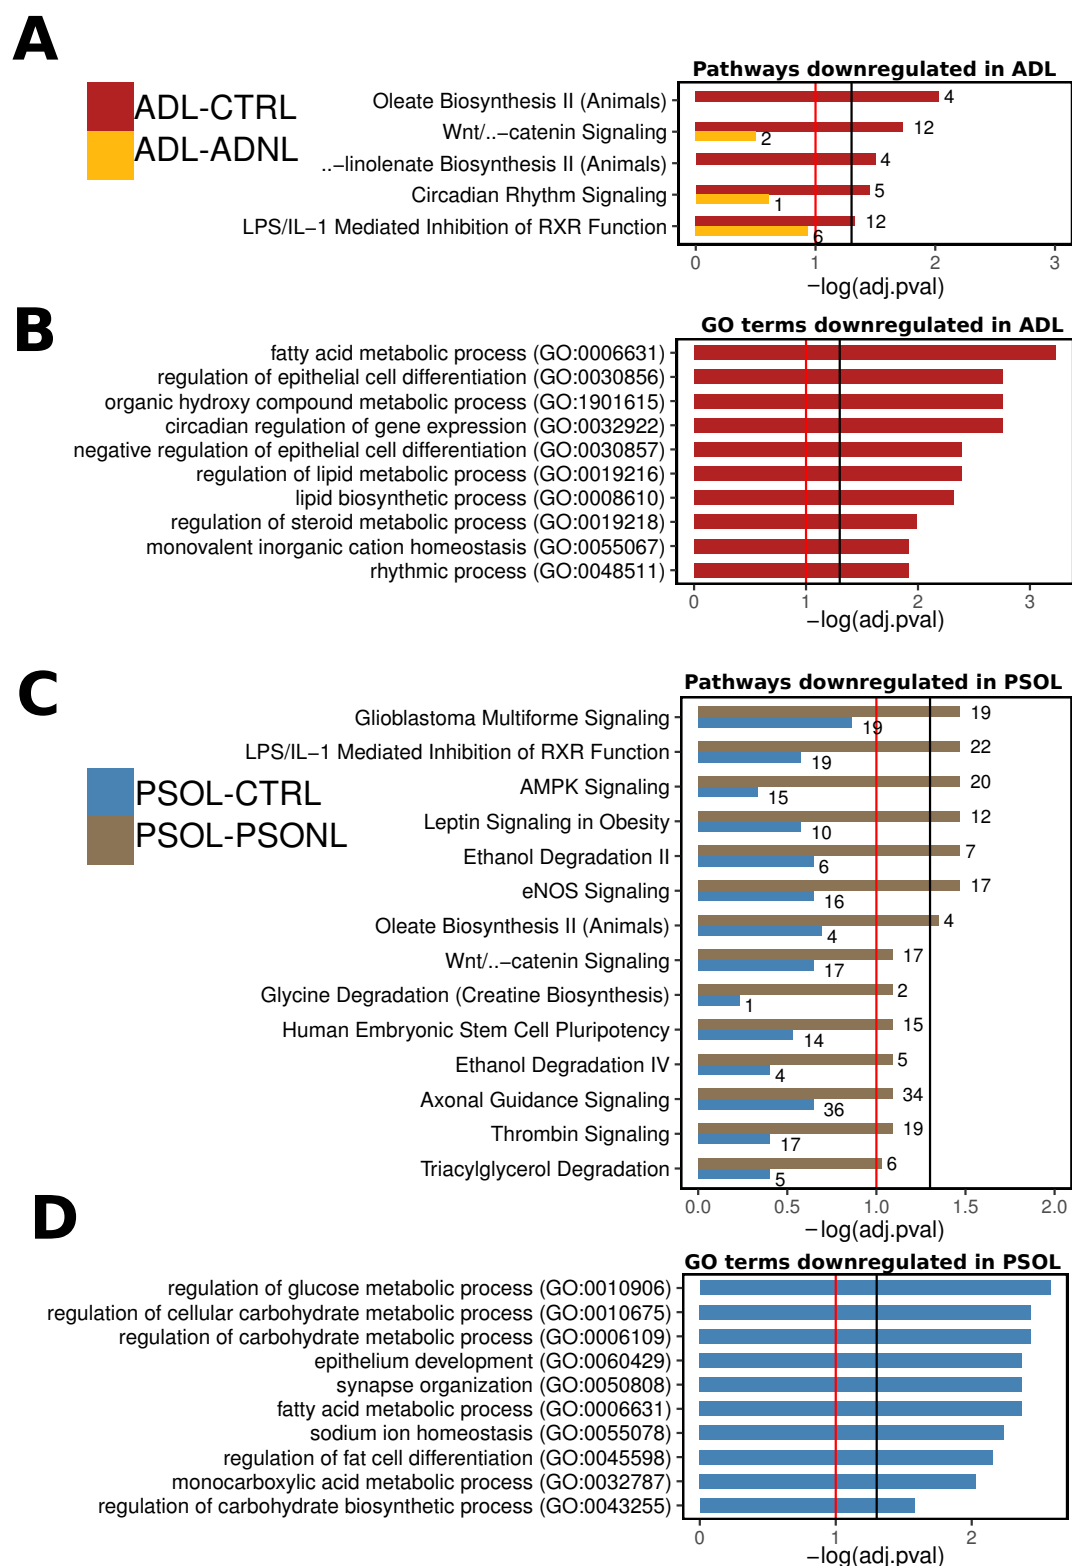 A
ADL-CTRL
ADL-ADNL
Pathways downregulated in ADL
Oleate Biosynthesis II (Animals)
4
Wnt/..−catenin Signaling
12
2
..−linolenate Biosynthesis II (Animals)
4
Circadian Rhythm Signaling
5
1
LPS/IL−1 Mediated Inhibition of RXR Function
12
6
0 1 2 3
−log(adj.pval)
B
GO terms downregulated in ADL
fatty acid metabolic process (GO:0006631)
regulation of epithelial cell differentiation (GO:0030856)
organic hydroxy compound metabolic process (GO:1901615)
circadian regulation of gene expression (GO:0032922)
negative regulation of epithelial cell differentiation (GO:0030857)
regulation of lipid metabolic process (GO:0019216)
lipid biosynthetic process (GO:0008610)
regulation of steroid metabolic process (GO:0019218)
monovalent inorganic cation homeostasis (GO:0055067)
rhythmic process (GO:0048511)
0 1 2 3
−log(adj.pval)
C
PSOL-CTRL
PSOL-PSONL
Pathways downregulated in PSOL
Glioblastoma Multiforme Signaling
19
19
LPS/IL−1 Mediated Inhibition of RXR Function
22
19
AMPK Signaling
20
15
Leptin Signaling in Obesity
12
10
Ethanol Degradation II
7
6
eNOS Signaling
17
16
Oleate Biosynthesis II (Animals)
4
4
Wnt/..−catenin Signaling
17
17
Glycine Degradation (Creatine Biosynthesis)
2
1
Human Embryonic Stem Cell Pluripotency
15
14
Ethanol Degradation IV
5
4
Axonal Guidance Signaling
34
36
Thrombin Signaling
19
17
Triacylglycerol Degradation
6
5
0.0 0.5 1.0 1.5 2.0
−log(adj.pval)
D
GO terms downregulated in PSOL
regulation of glucose metabolic process (GO:0010906)
regulation of cellular carbohydrate metabolic process (GO:0010675)
regulation of carbohydrate metabolic process (GO:0006109)
epithelium development (GO:0060429)
synapse organization (GO:0050808)
fatty acid metabolic process (GO:0006631)
sodium ion homeostasis (GO:0055078)
regulation of fat cell differentiation (GO:0045598)
monocarboxylic acid metabolic process (GO:0032787)
regulation of carbohydrate biosynthetic process (GO:0043255)
0 1 2
−log(adj.pval)